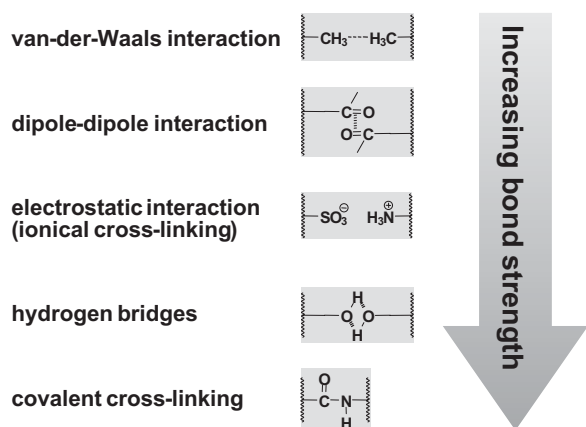 van-der-Waals interaction
CH3 H3C
dipole-dipole interaction
C=O
O=C
electrostatic interaction
(ionical cross-linking)
SO3⊖ H3N⊕
hydrogen bridges
H
O O
H
covalent cross-linking
O
C N
H
Increasing bond strength